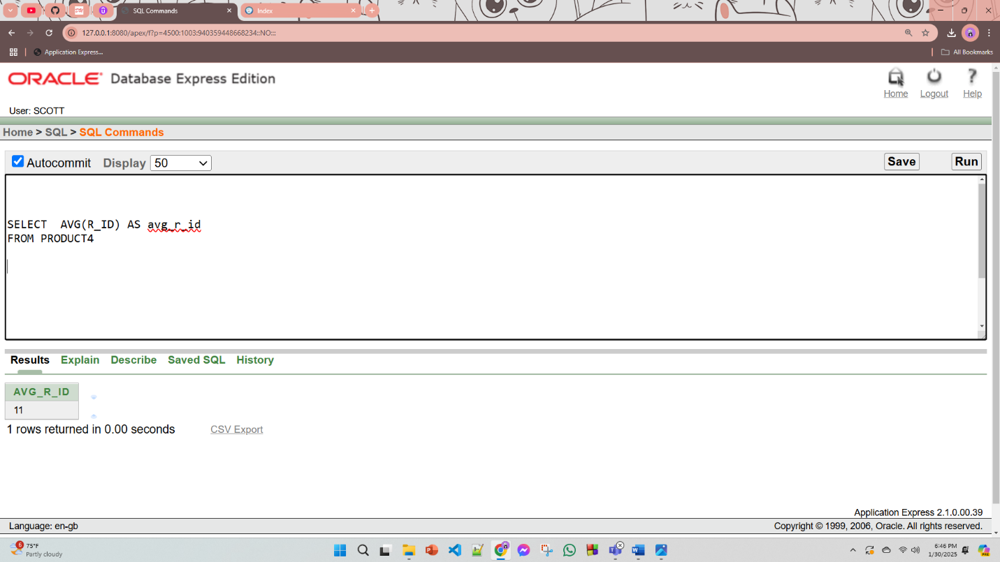 SQL Commands
Index
127.0.0.1:8080/apex/f?p=4500:1003:940359448668234::NO:::
Application Express...
All Bookmarks
ORACLE Database Express Edition
Home Logout Help
User: SCOTT
Home > SQL > SQL Commands
Autocommit Display 50 Save Run
SELECT  AVG(R_ID) AS avg_r_id
FROM PRODUCT4
Results Explain Describe Saved SQL History
AVG_R_ID
11
1 rows returned in 0.00 seconds CSV Export
Application Express 2.1.0.00.39
Language: en-gb Copyright © 1999, 2006, Oracle. All rights reserved.
6
75°F
Partly cloudy
6:46 PM
1/30/2025
PRE